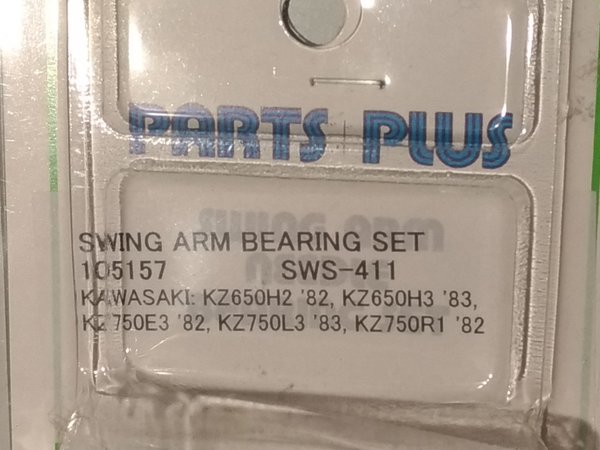 PARTS PLUS
SWING ARM BEARING SET
105157 SWS-411
KAWASAKI: KZ650H2 '82, KZ650H3 '83,
KZ750E3 '82, KZ750L3 '83, KZ750R1 '82